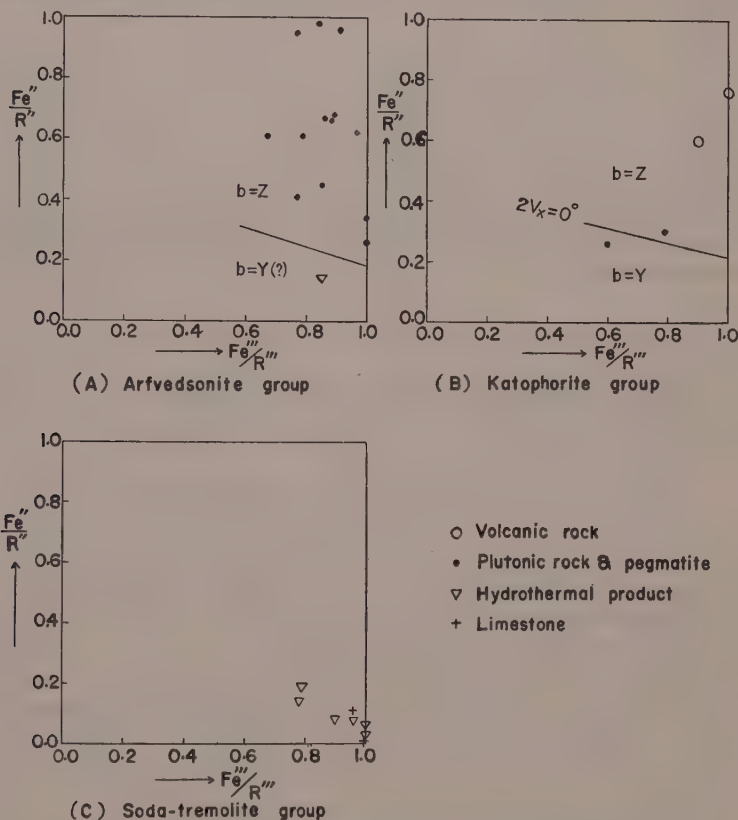 1.0
0.8
Fe″/R″
0.6
b=Z
0.4
0.2
b=Y(?)
0.0
0.0 0.2 0.4 0.6 0.8 1.0
Fe‴/R‴
(A) Arfvedsonite group
1.0
0.8
Fe″/R″
0.6
b=Z
0.4
2Vx=0°
0.2
b=Y
0.0
0.0 0.2 0.4 0.6 0.8 1.0
Fe‴/R‴
(B) Katophorite group
1.0
0.8
Fe″/R″
0.6
0.4
0.2
0.0
0.0 0.2 0.4 0.6 0.8 1.0
Fe‴/R‴
(C) Soda-tremolite group
Volcanic rock
Plutonic rock & pegmatite
Hydrothermal product
Limestone